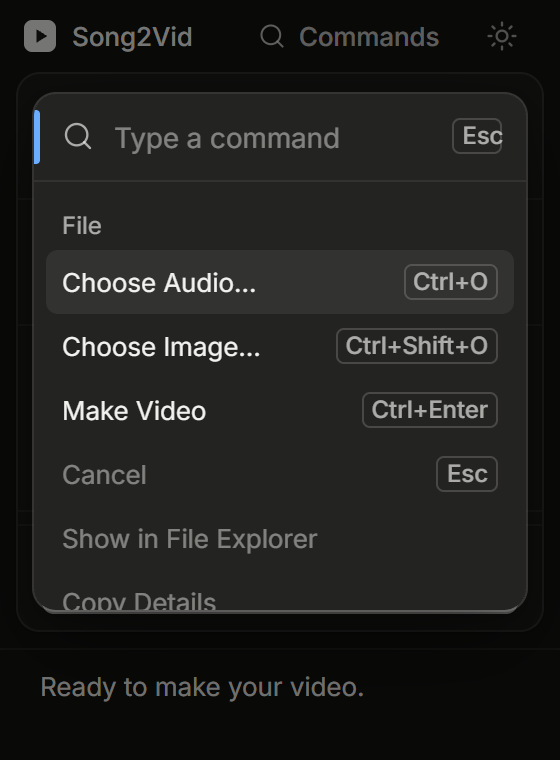 Song2Vid
Commands
Type a command
Esc
File
Choose Audio...
Ctrl+O
Choose Image...
Ctrl+Shift+O
Make Video
Ctrl+Enter
Cancel
Esc
Show in File Explorer
Copy Details
Ready to make your video.